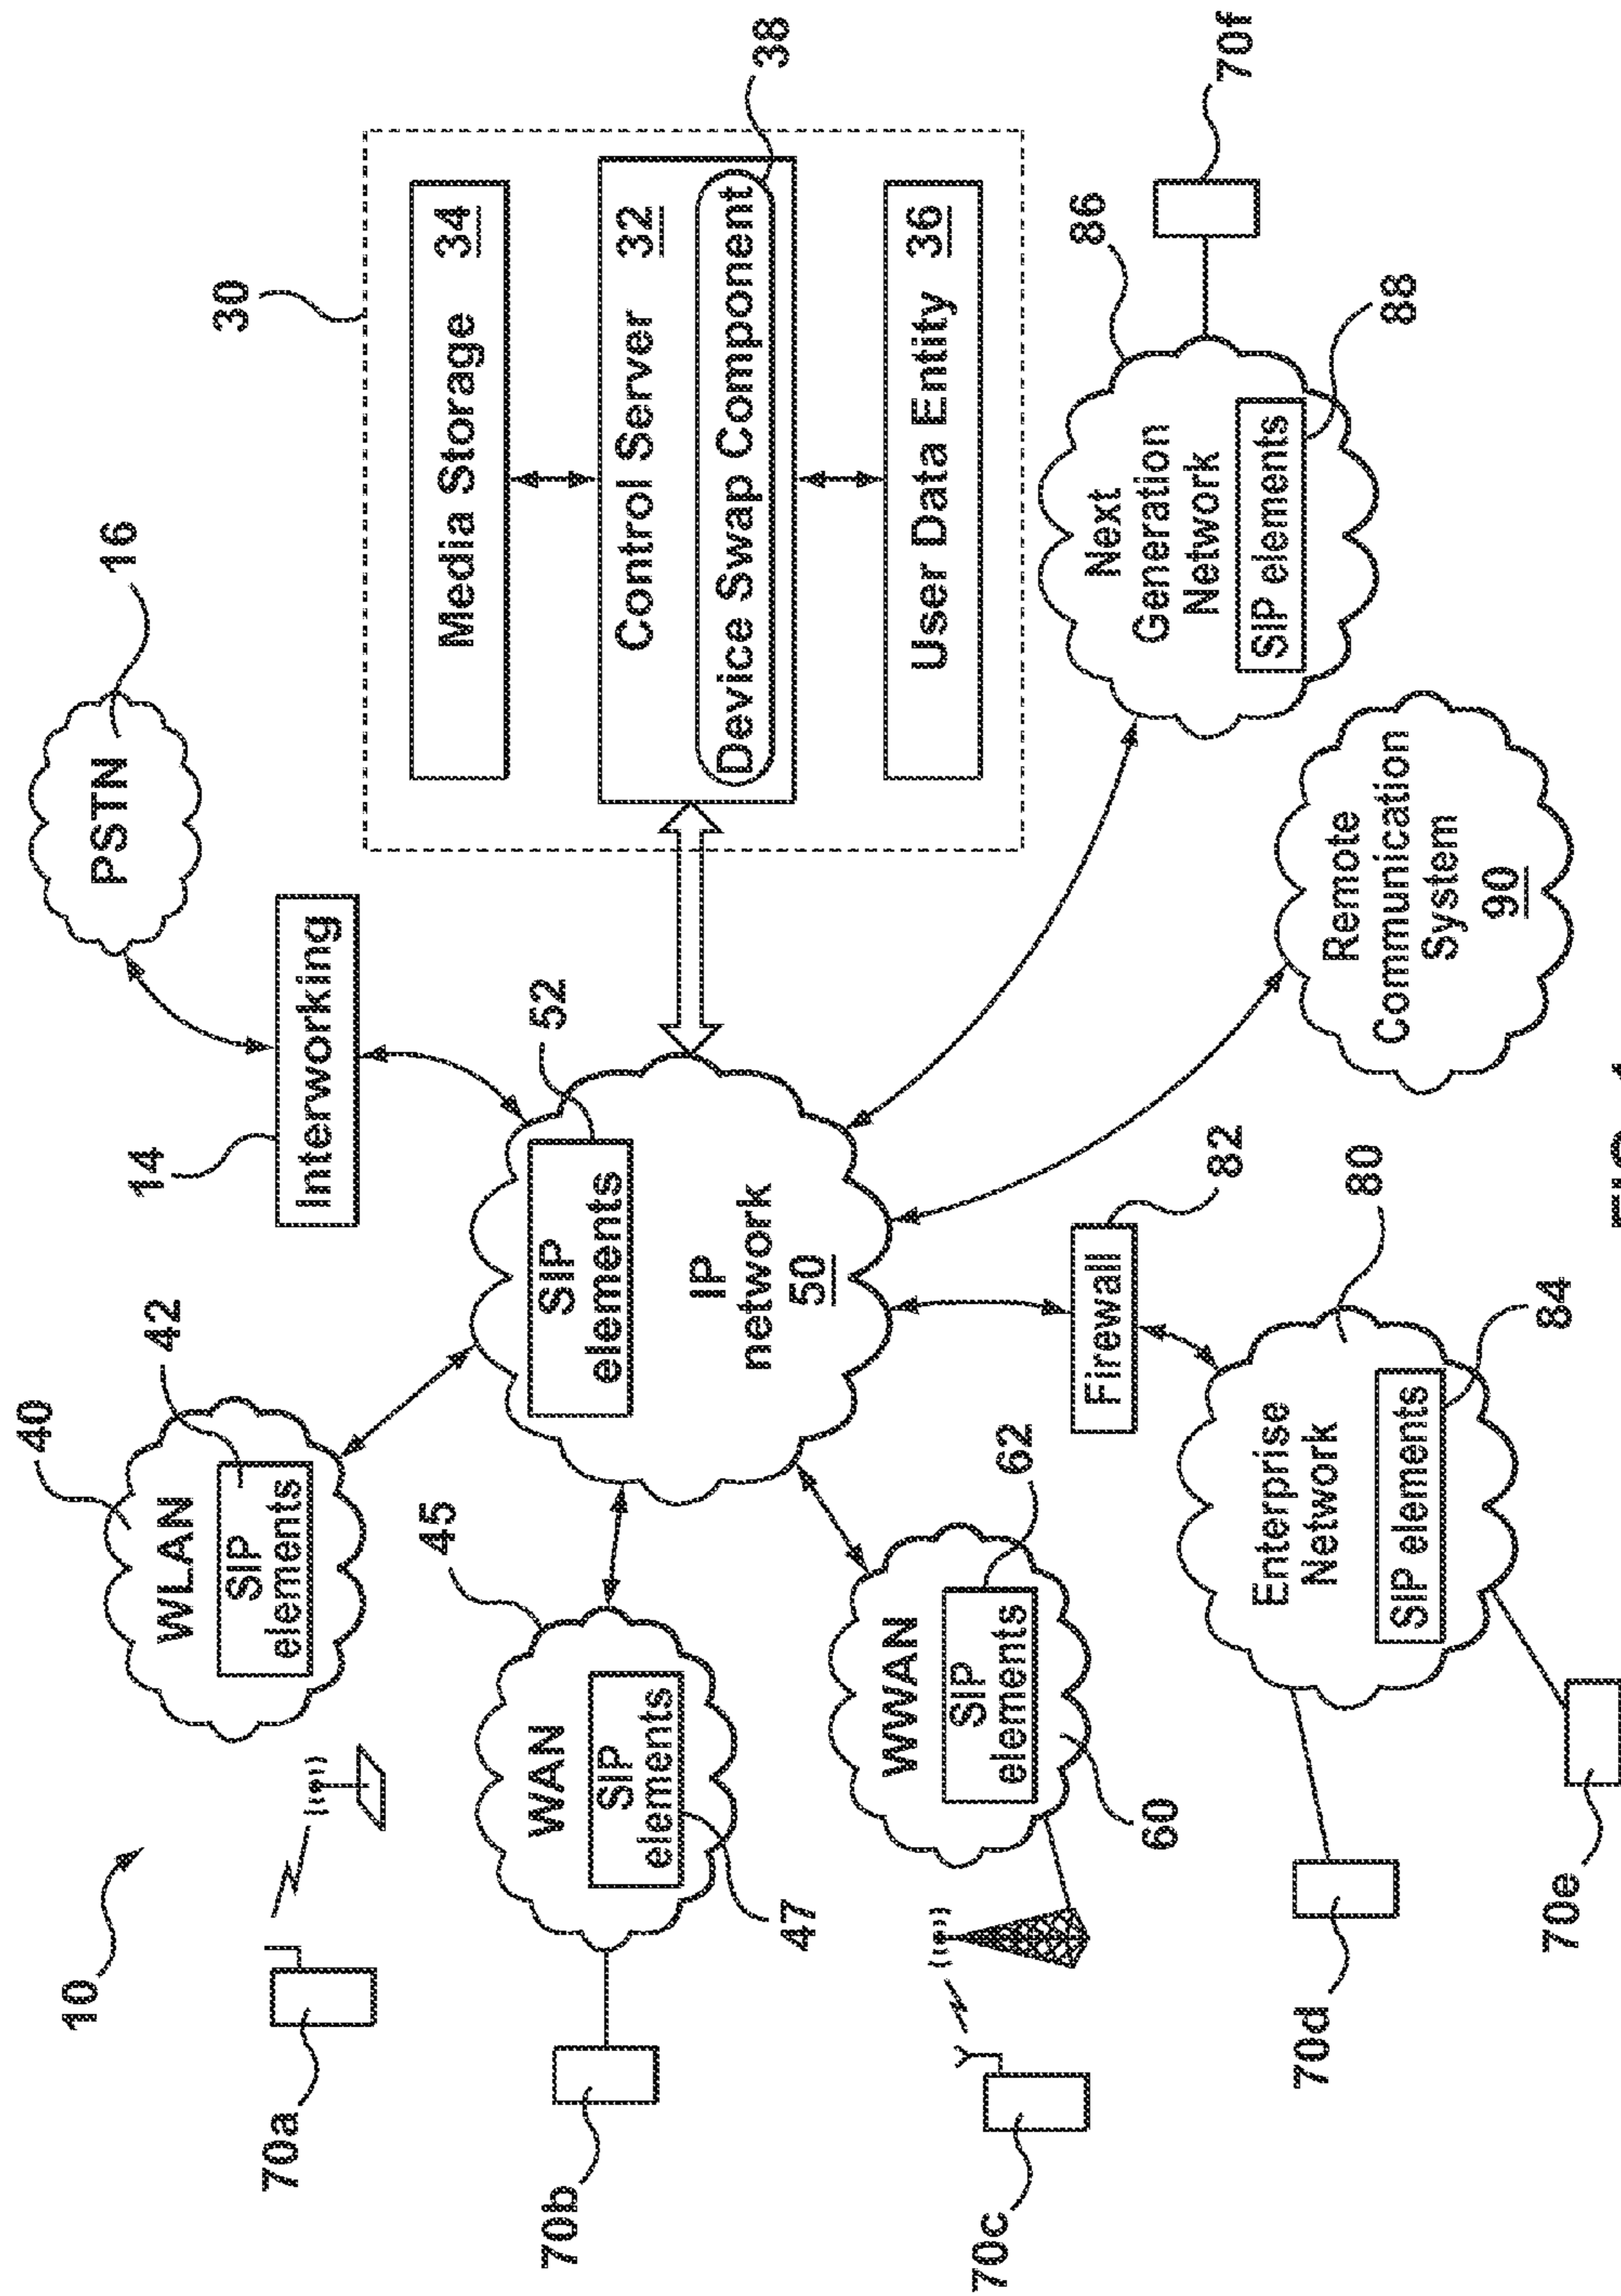 10
40
WLAN
42
SIP
elements
70a
14
Interworking
PSTN
16
30
Media Storage 34
Control Server 32
Device Swap Component
38
User Data Entity 36
52
SIP
elements
IP
network
50
45
WAN
SIP
elements
47
70b
62
WWAN
SIP
elements
60
70c
Firewall
82
80
Enterprise
Network
SIP elements
84
70d
70e
Remote
Communication
System
90
86
Next
Generation
Network
SIP elements
88
70f